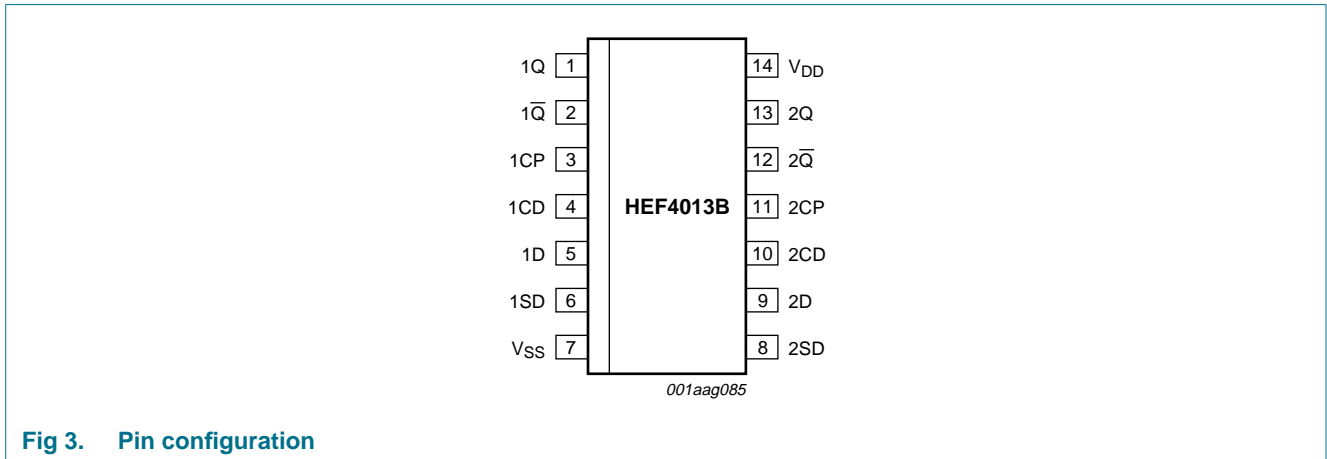 1Q 1 14 VDD
1Q̅ 2 13 2Q
1CP 3 12 2Q̅
1CD 4 HEF4013B 11 2CP
1D 5 10 2CD
1SD 6 9 2D
VSS 7 8 2SD
001aag085
Fig 3. Pin configuration